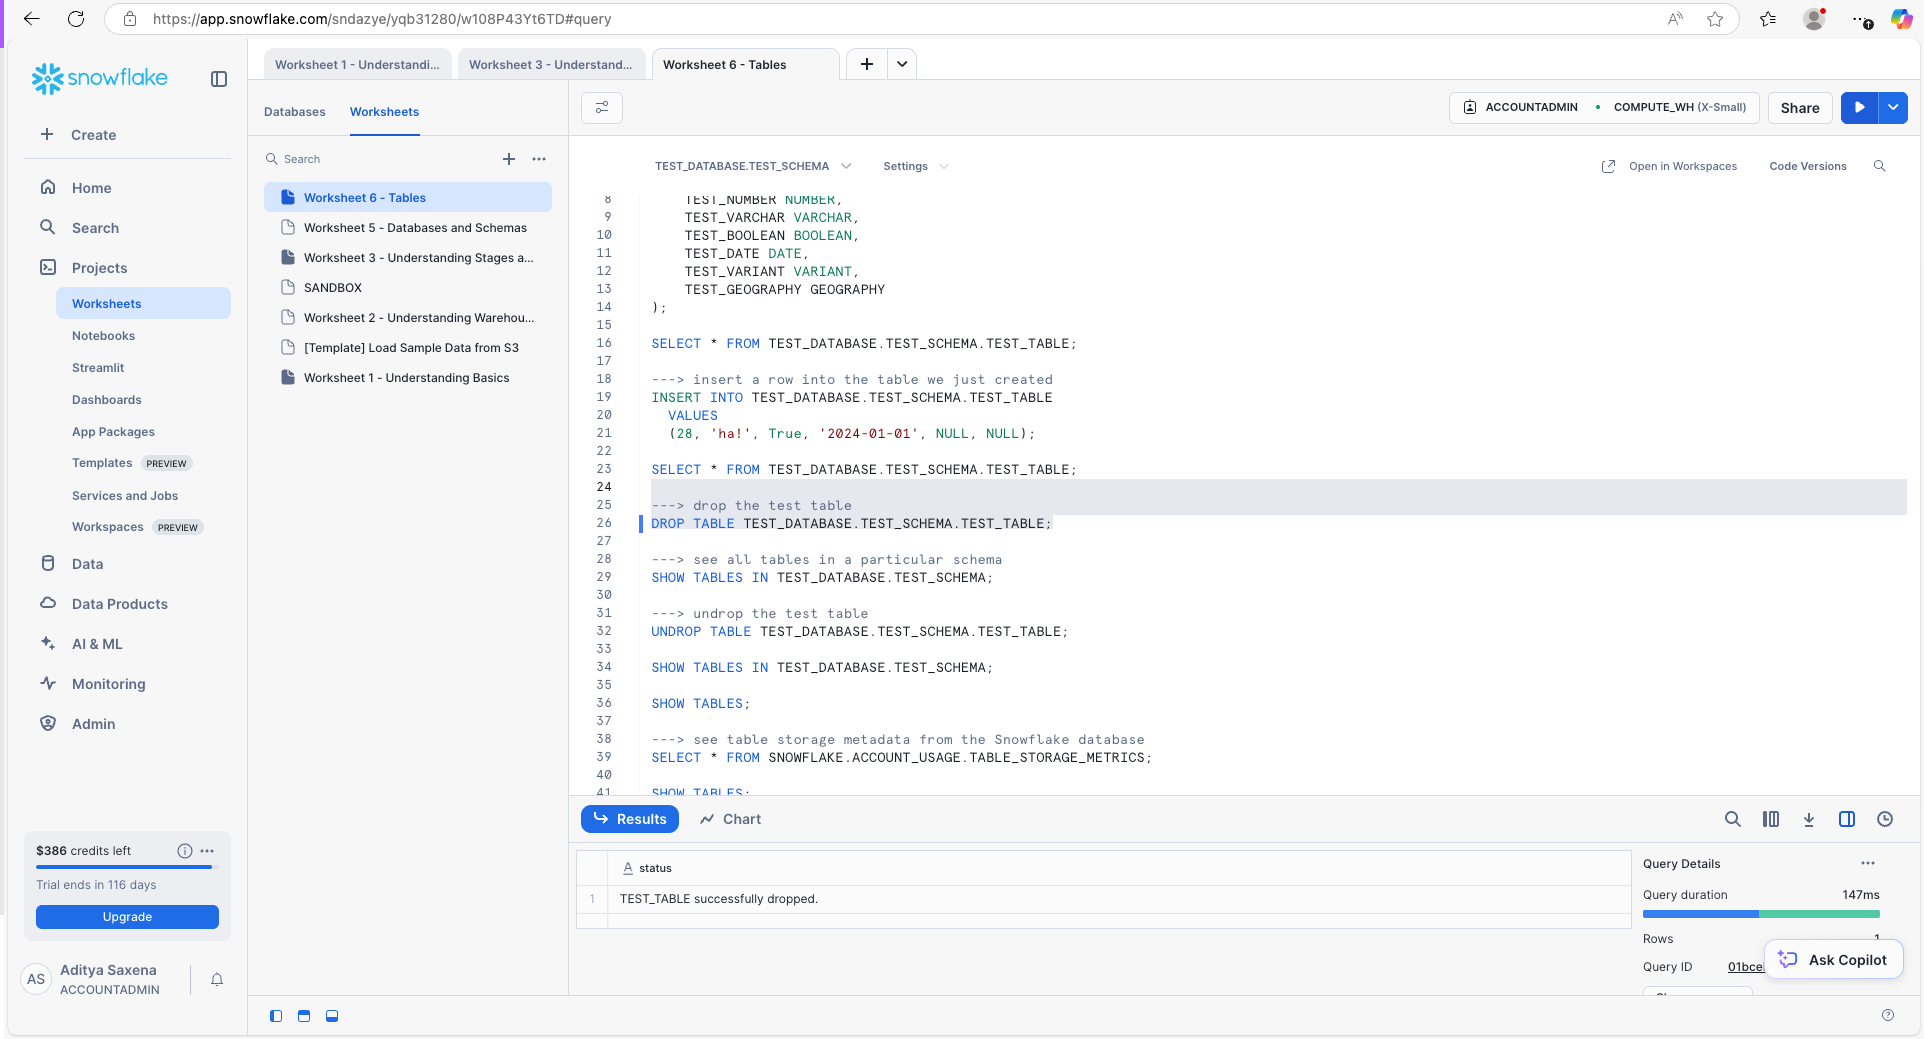 https://app.snowflake.com/sndazye/yqb31280/w108P43Yt6TD#query
snowflake
Create
Home
Search
Projects
Worksheets
Notebooks
Streamlit
Dashboards
App Packages
Templates PREVIEW
Services and Jobs
Workspaces PREVIEW
Data
Data Products
AI & ML
Monitoring
Admin
$386 credits left
Trial ends in 116 days
Upgrade
AS
Aditya Saxena
ACCOUNTADMIN
Worksheet 1 - Understandi...
Worksheet 3 - Understand...
Worksheet 6 - Tables
Databases
Worksheets
Search
Worksheet 6 - Tables
Worksheet 5 - Databases and Schemas
Worksheet 3 - Understanding Stages a...
SANDBOX
Worksheet 2 - Understanding Warehou...
[Template] Load Sample Data from S3
Worksheet 1 - Understanding Basics
ACCOUNTADMIN • COMPUTE_WH (X-Small)
Share
TEST_DATABASE.TEST_SCHEMA
Settings
Open in Workspaces
Code Versions
8 TEST_NUMBER NUMBER,
9 TEST_VARCHAR VARCHAR,
10 TEST_BOOLEAN BOOLEAN,
11 TEST_DATE DATE,
12 TEST_VARIANT VARIANT,
13 TEST_GEOGRAPHY GEOGRAPHY
14 );
15
16 SELECT * FROM TEST_DATABASE.TEST_SCHEMA.TEST_TABLE;
17
18 ---> insert a row into the table we just created
19 INSERT INTO TEST_DATABASE.TEST_SCHEMA.TEST_TABLE
20 VALUES
21 (28, 'ha!', True, '2024-01-01', NULL, NULL);
22
23 SELECT * FROM TEST_DATABASE.TEST_SCHEMA.TEST_TABLE;
24
25 ---> drop the test table
26 DROP TABLE TEST_DATABASE.TEST_SCHEMA.TEST_TABLE;
27
28 ---> see all tables in a particular schema
29 SHOW TABLES IN TEST_DATABASE.TEST_SCHEMA;
30
31 ---> undrop the test table
32 UNDROP TABLE TEST_DATABASE.TEST_SCHEMA.TEST_TABLE;
33
34 SHOW TABLES IN TEST_DATABASE.TEST_SCHEMA;
35
36 SHOW TABLES;
37
38 ---> see table storage metadata from the Snowflake database
39 SELECT * FROM SNOWFLAKE.ACCOUNT_USAGE.TABLE_STORAGE_METRICS;
40
41 SHOW TABLES;
Results
Chart
A status
1 TEST_TABLE successfully dropped.
Query Details
Query duration 147ms
Rows 1
Query ID 01bce
Ask Copilot